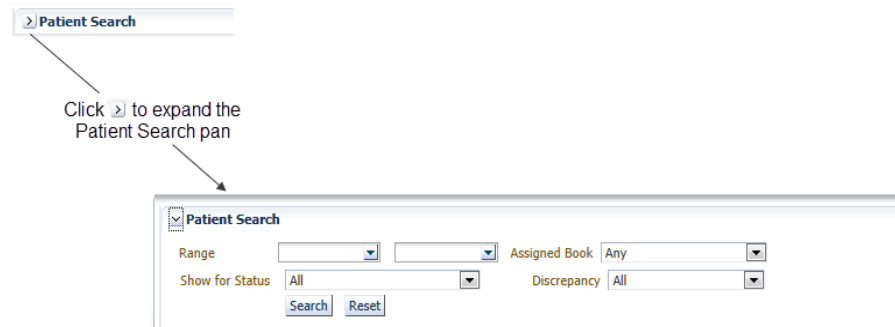 Patient Search
Click > to expand the
Patient Search pan
Patient Search
Range Assigned Book Any
Show for Status All Discrepancy All
Search Reset